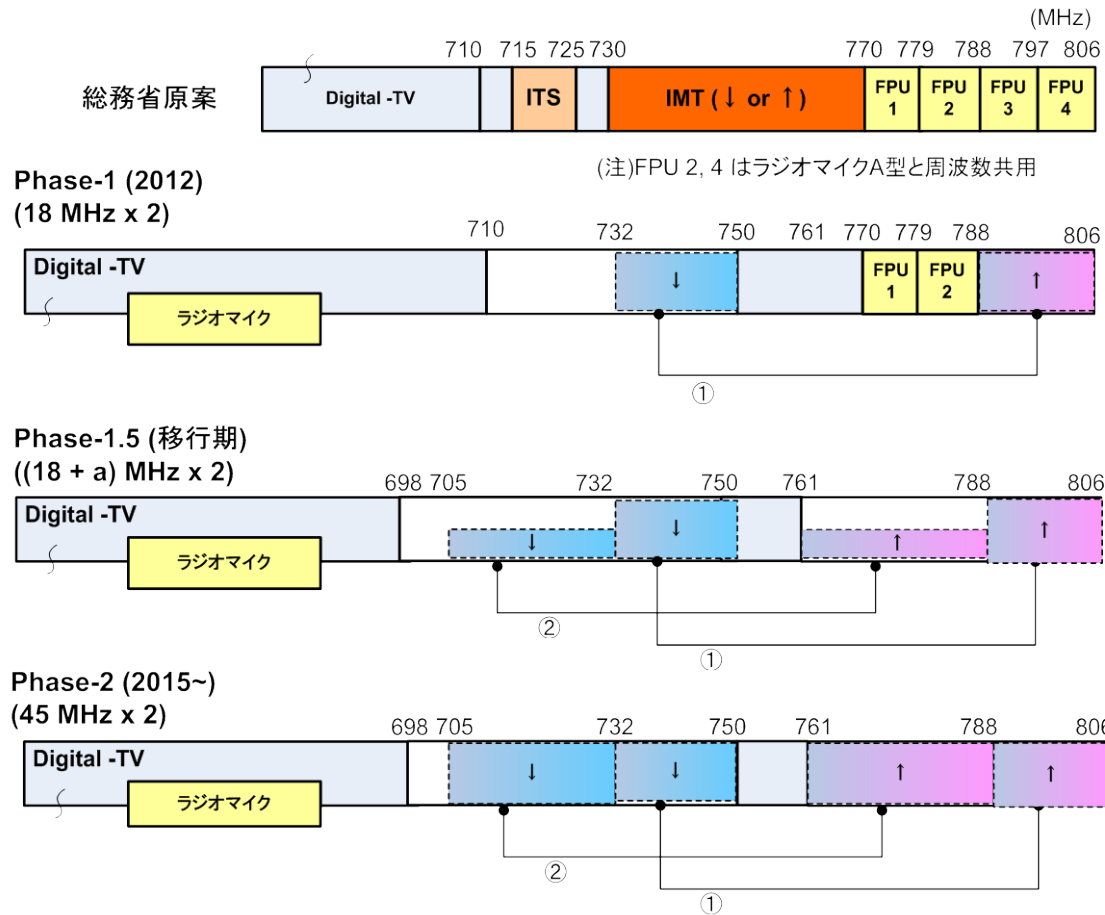 (MHz)
710 715 725 730 770 779 788 797 806
総務省原案
Digital -TV
ITS
IMT (↓ or ↑)
FPU
1
FPU
2
FPU
3
FPU
4
(注)FPU 2, 4 はラジオマイクA型と周波数共用
Phase-1 (2012)
(18 MHz x 2)
710 732 750 761 770 779 788 806
Digital -TV
ラジオマイク
↓
FPU
1
FPU
2
↑
①
Phase-1.5 (移行期)
((18 + a) MHz x 2)
698 705 732 750 761 788 806
Digital -TV
ラジオマイク
↓ ↓ ↑ ↑
②
①
Phase-2 (2015~)
(45 MHz x 2)
698 705 732 750 761 788 806
Digital -TV
ラジオマイク
↓ ↓ ↑ ↑
②
①